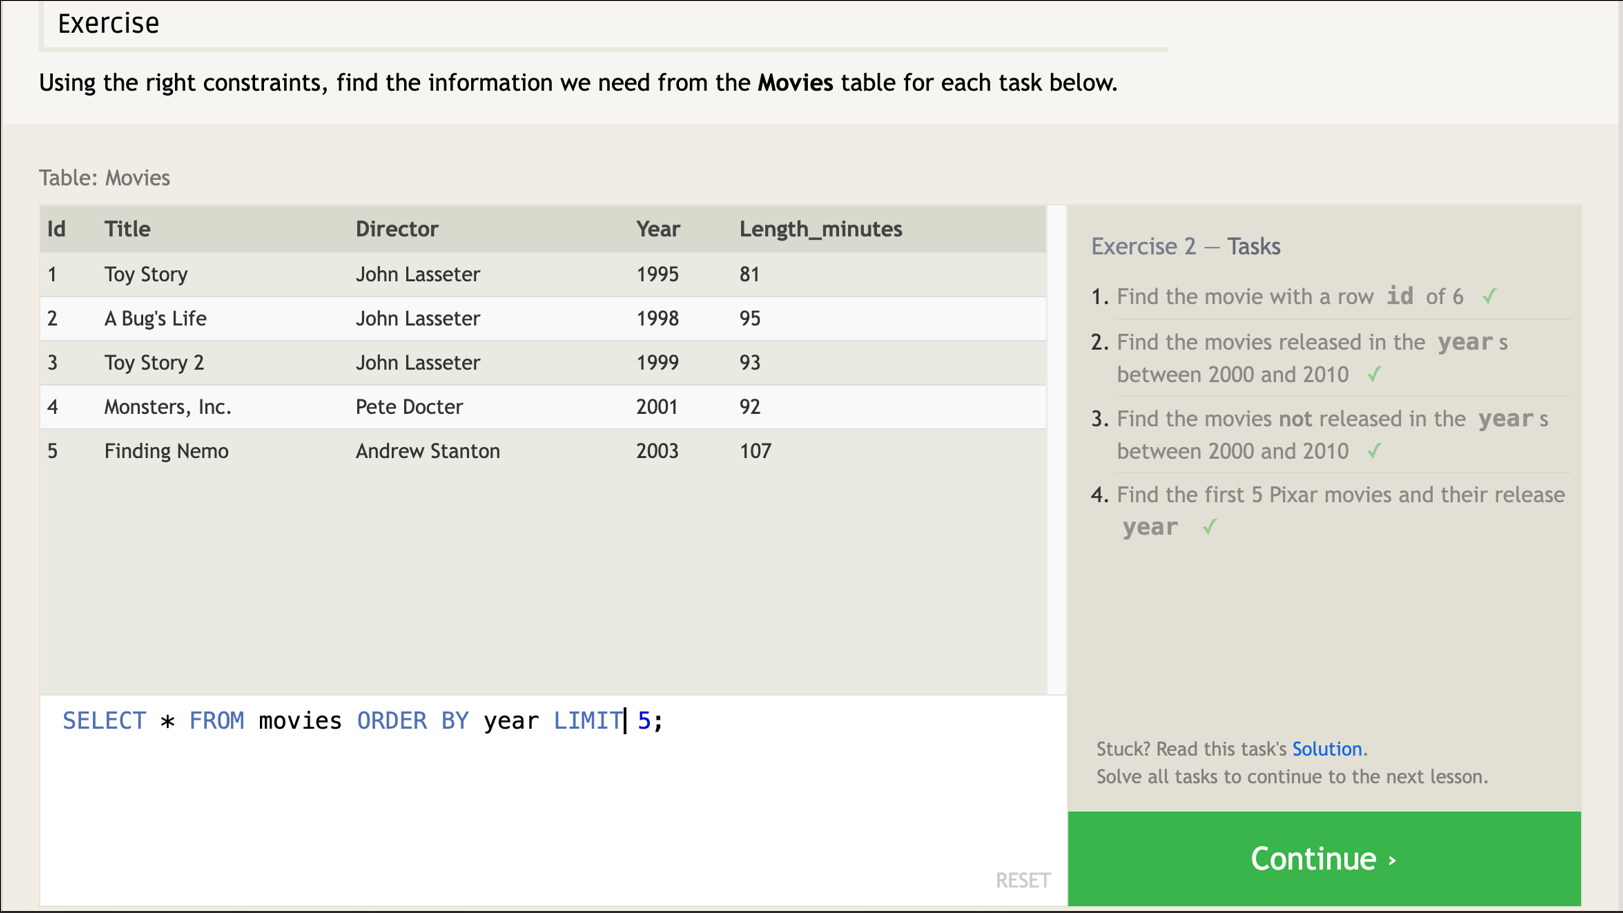 Exercise
Using the right constraints, find the information we need from the Movies table for each task below.
Table: Movies
Id Title Director Year Length_minutes
1 Toy Story John Lasseter 1995 81
2 A Bug's Life John Lasseter 1998 95
3 Toy Story 2 John Lasseter 1999 93
4 Monsters, Inc. Pete Docter 2001 92
5 Finding Nemo Andrew Stanton 2003 107
SELECT * FROM movies ORDER BY year LIMIT 5;
RESET
Exercise 2 — Tasks
1. Find the movie with a row id of 6 ✓
2. Find the movies released in the year s
between 2000 and 2010 ✓
3. Find the movies not released in the year s
between 2000 and 2010 ✓
4. Find the first 5 Pixar movies and their release
year ✓
Stuck? Read this task's Solution.
Solve all tasks to continue to the next lesson.
Continue ›